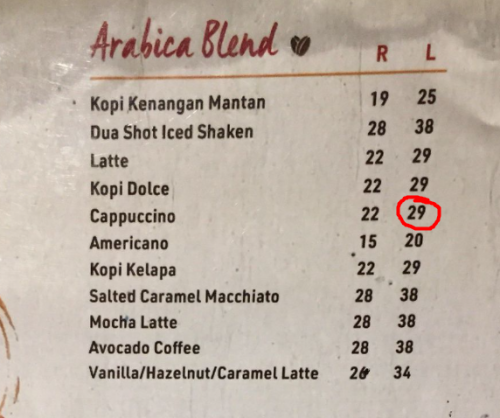 Arabica Blend
R L
Kopi Kenangan Mantan 19 25
Dua Shot Iced Shaken 28 38
Latte 22 29
Kopi Dolce 22 29
Cappuccino 22 29
Americano 15 20
Kopi Kelapa 22 29
Salted Caramel Macchiato 28 38
Mocha Latte 28 38
Avocado Coffee 28 38
Vanilla/Hazelnut/Caramel Latte 26 34